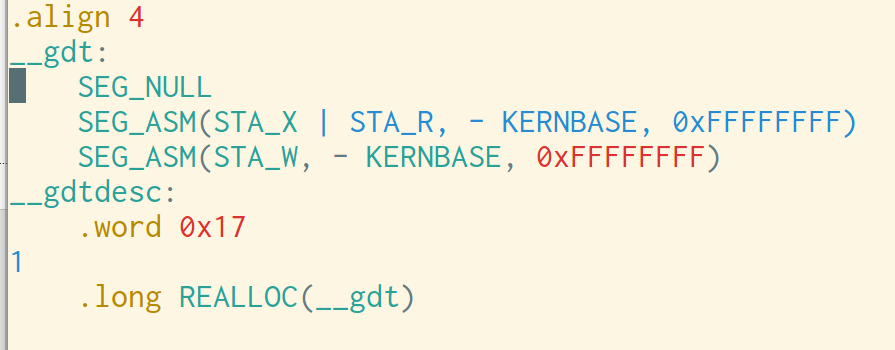 .align 4
__gdt:
    SEG_NULL
    SEG_ASM(STA_X | STA_R, - KERNBASE, 0xFFFFFFFF)
    SEG_ASM(STA_W, - KERNBASE, 0xFFFFFFFF)
__gdtdesc:
    .word 0x17
1
    .long REALLOC(__gdt)